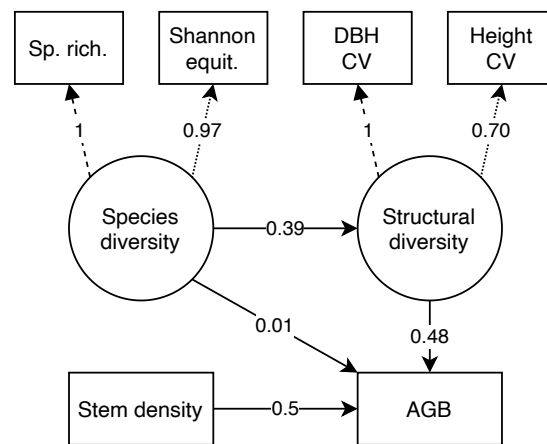 Sp. rich.
Shannon
equit.
DBH
CV
Height
CV
1
0.97
1
0.70
Species
diversity
0.39
Structural
diversity
0.01
0.48
Stem density
0.5
AGB